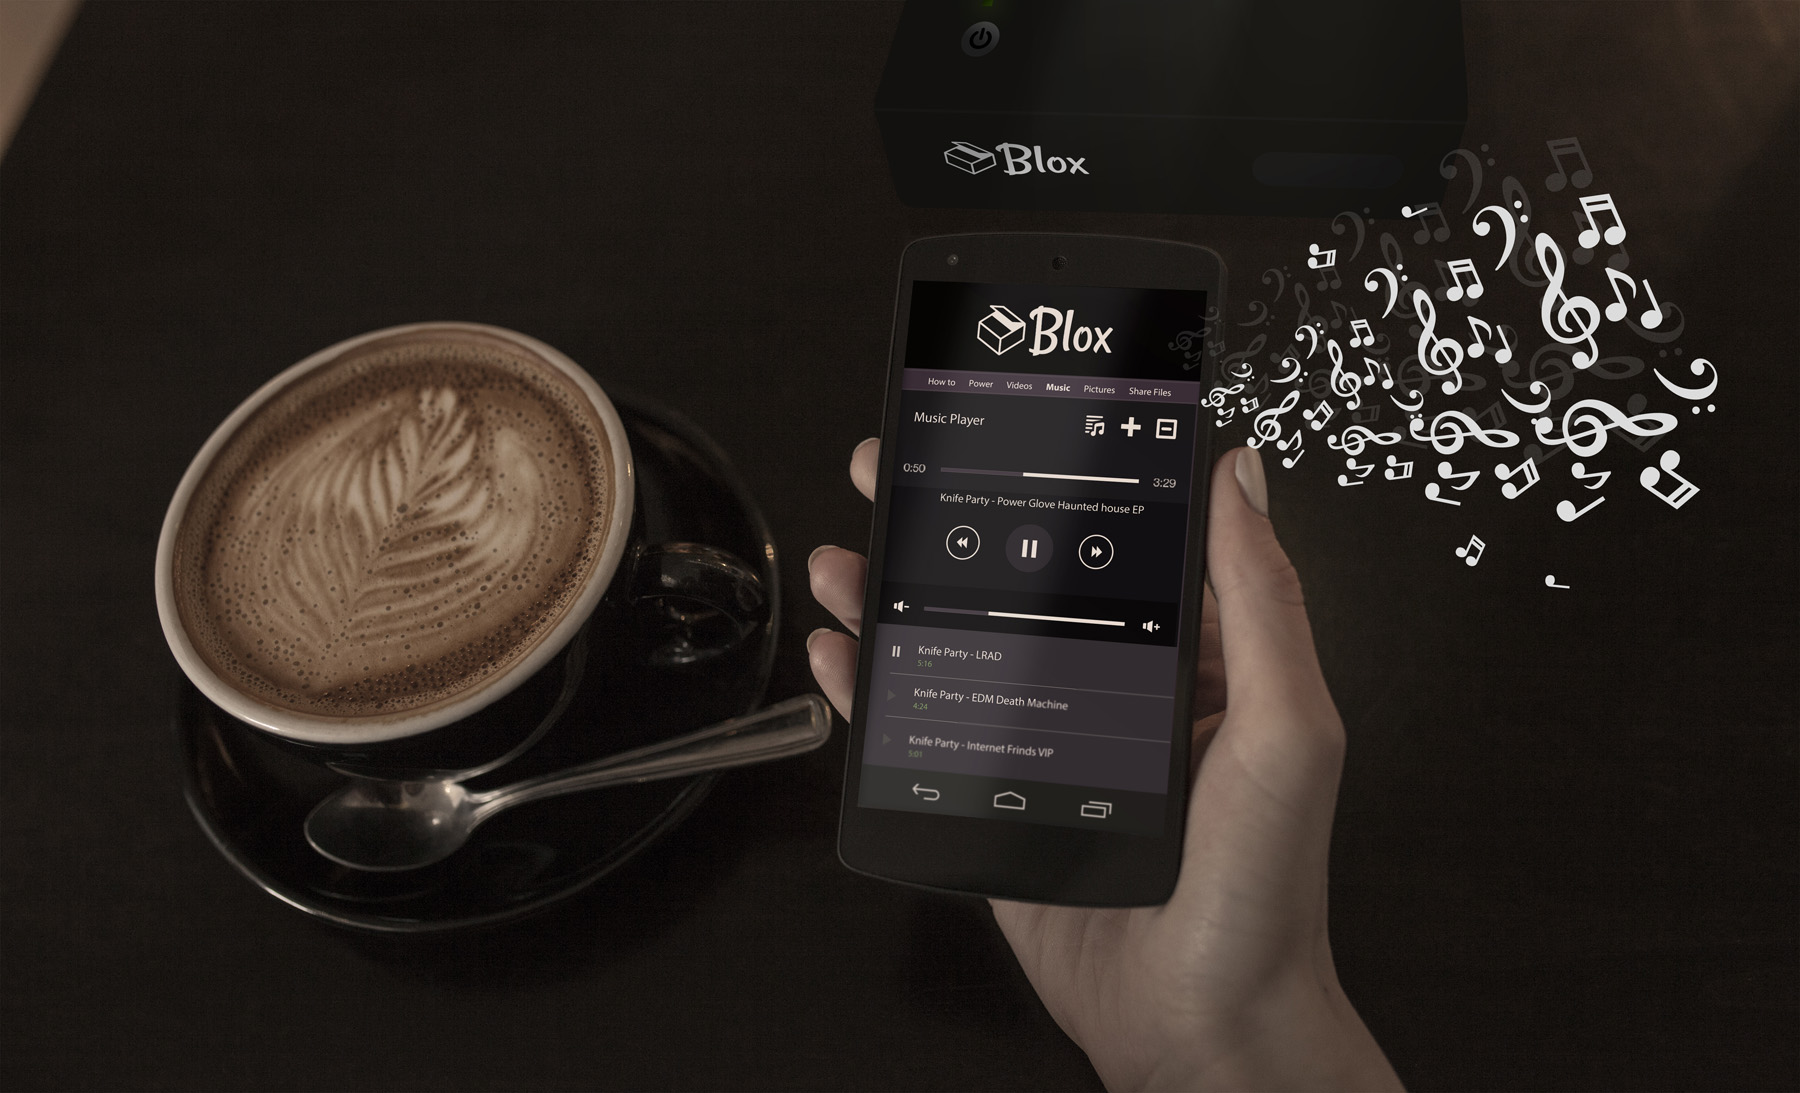 Blox
Blox
How to Power Videos Music Pictures Share Files
Music Player
0:50 3:29
Knife Party - Power Glove Haunted house EP
Knife Party - LRAD
5:16
Knife Party - EDM Death Machine
4:24
Knife Party - Internet Frinds VIP
5:01